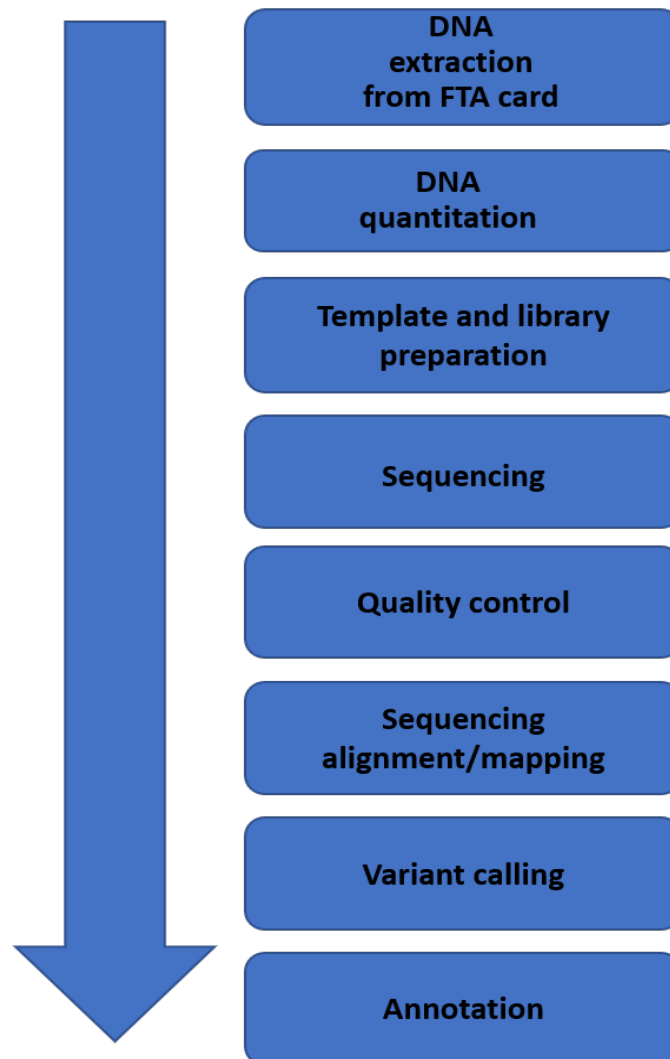 DNA
extraction
from FTA card
DNA
quantitation
Template and library
preparation
Sequencing
Quality control
Sequencing
alignment/mapping
Variant calling
Annotation